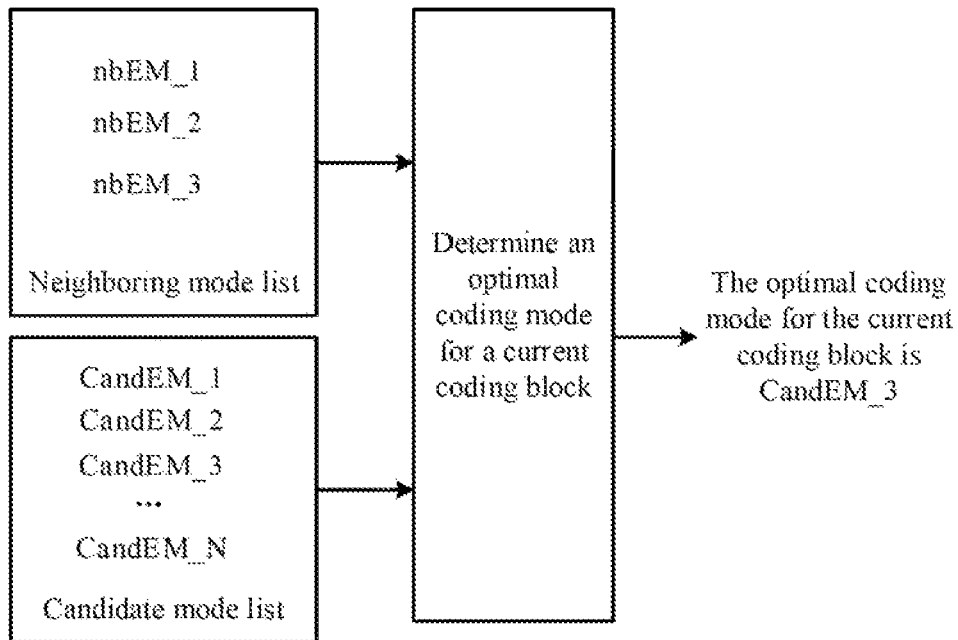 nbEM_1
nbEM_2
nbEM_3
Neighboring mode list
CandEM_1
CandEM_2
CandEM_3
...
CandEM_N
Candidate mode list
Determine an
optimal
coding mode
for a current
coding block
The optimal coding
mode for the current
coding block is
CandEM_3